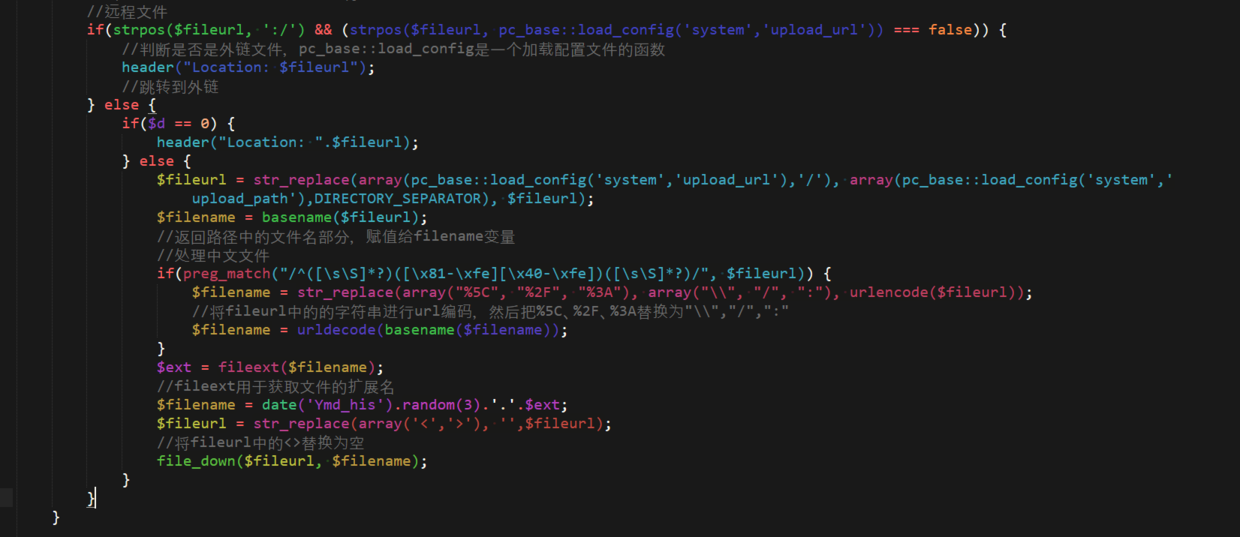 //远程文件
if(strpos($fileurl, ':/') && (strpos($fileurl, pc_base::load_config('system','upload_url')) === false)) {
//判断是否是外链文件，pc_base::load_config是一个加载配置文件的函数
header("Location: $fileurl");
//跳转到外链
} else {
if($d == 0) {
header("Location: ".$fileurl);
} else {
$fileurl = str_replace(array(pc_base::load_config('system','upload_url'),'/'), array(pc_base::load_config('system','
upload_path'),DIRECTORY_SEPARATOR), $fileurl);
$filename = basename($fileurl);
//返回路径中的文件名部分，赋值给filename变量
//处理中文文件
if(preg_match("/^([\s\S]*?)([\x81-\xfe][\x40-\xfe])([\s\S]*?)/", $fileurl)) {
$filename = str_replace(array("%5C", "%2F", "%3A"), array("\\", "/", ":"), urlencode($fileurl));
//将fileurl中的的字符串进行url编码，然后把%5C、%2F、%3A替换为"\\","/",":"
$filename = urldecode(basename($filename));
}
$ext = fileext($filename);
//fileext用于获取文件的扩展名
$filename = date('Ymd_his').random(3).'.'.$ext;
$fileurl = str_replace(array('<','>'), '',$fileurl);
//将fileurl中的<>替换为空
file_down($fileurl, $filename);
}
}
}